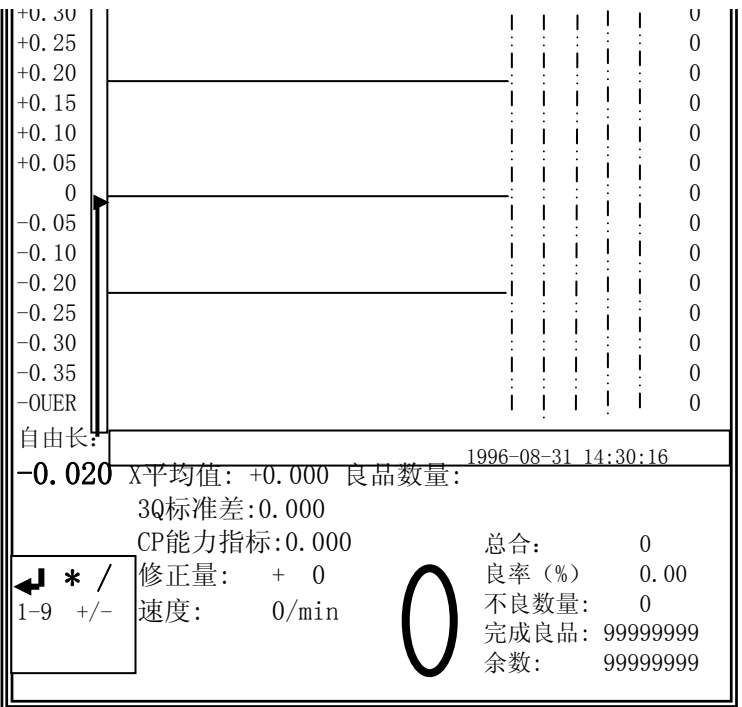 +0.30 0
+0.25 0
+0.20 0
+0.15 0
+0.10 0
+0.05 0
0 0
-0.05 0
-0.10 0
-0.20 0
-0.25 0
-0.30 0
-0.35 0
-OUER 0
自由长:
1996-08-31 14:30:16
-0.020 X平均值: +0.000 良品数量:
3Q标准差:0.000
CP能力指标:0.000 总合: 0
修正量: + 0 良率（%） 0.00
* /
1-9 +/- 速度: 0/min 不良数量: 0
0
完成良品: 99999999
余数: 99999999